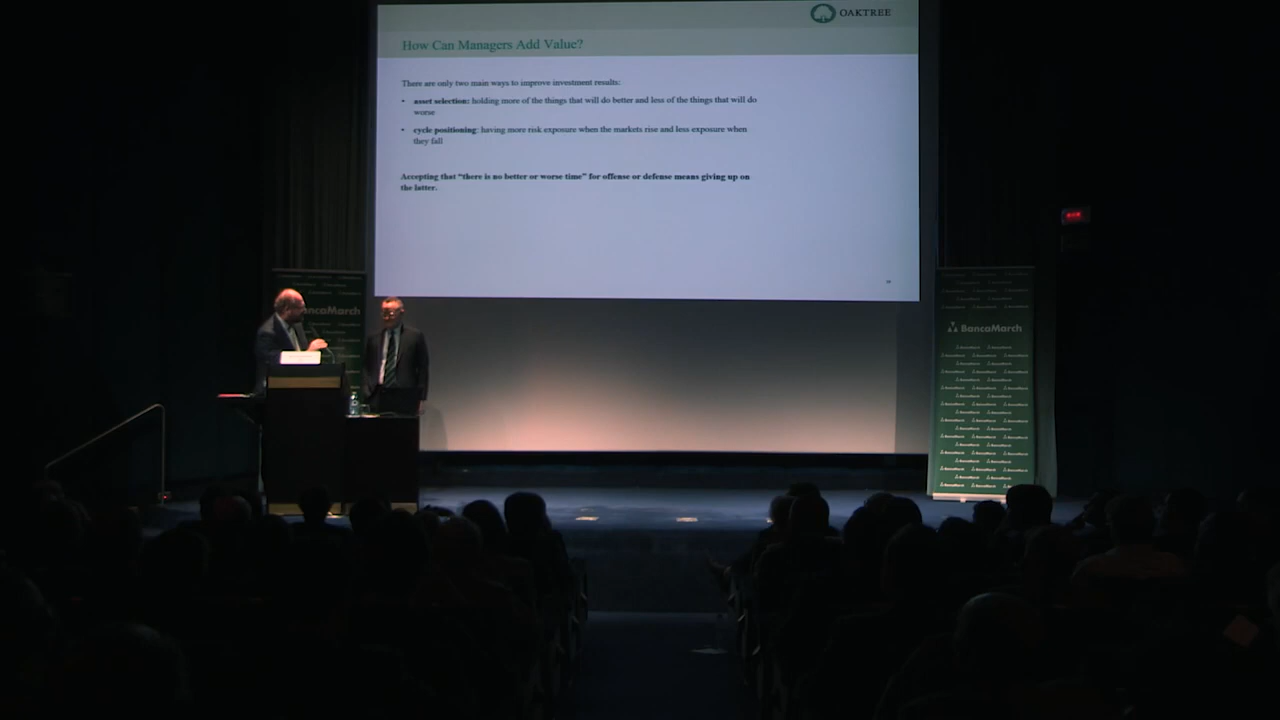 OAKTREE
How Can Managers Add Value?
There are only two main ways to improve investment results:
• asset selection: holding more of the things that will do better and less of the things that will do
worse
• cycle positioning: having more risk exposure when the markets rise and less exposure when
they fall
Accepting that “there is no better or worse time” for offense or defense means giving up on
the latter.
ncaMarch
BancaMarch